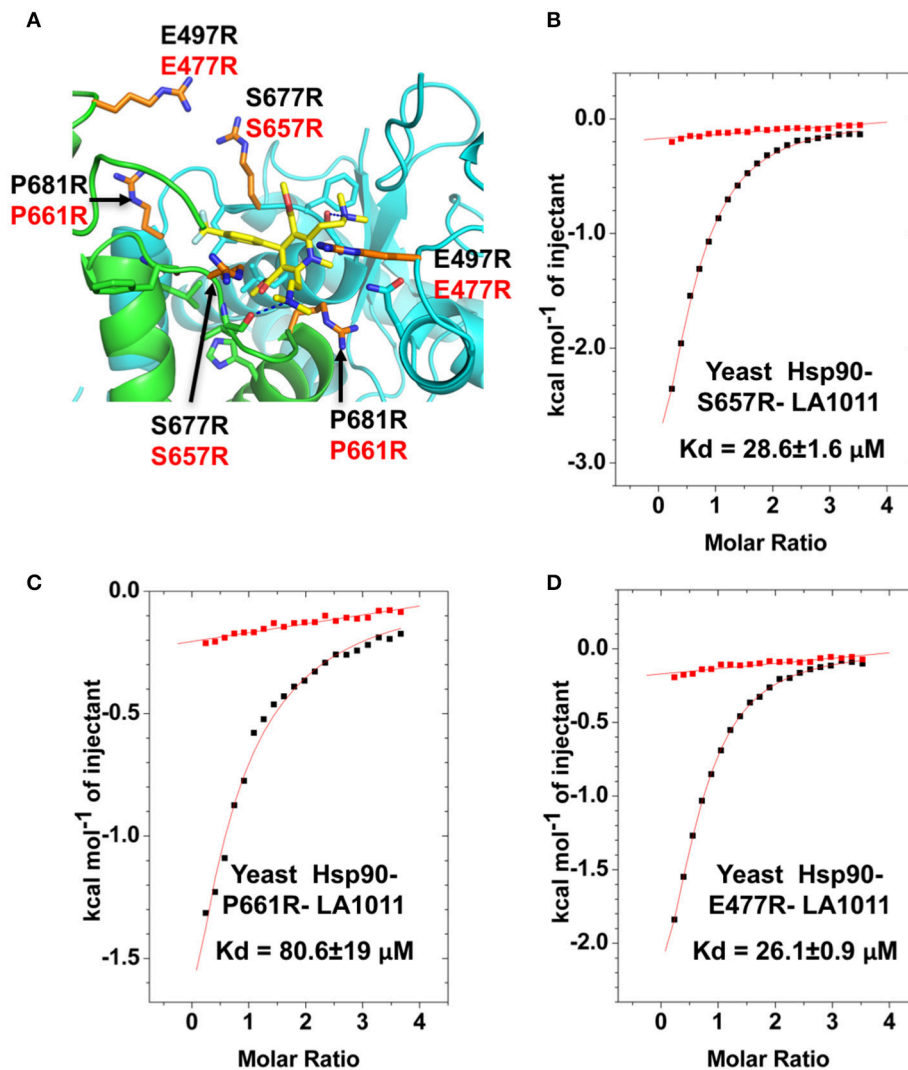 A
E497R
E477R
S677R
S657R
P681R
P661R
E497R
E477R
S677R
S657R
P681R
P661R
B
0.0
-1.0
-2.0
-3.0
kcal mol⁻¹ of injectant
Yeast Hsp90-
S657R- LA1011
Kd = 28.6±1.6 µM
0 1 2 3 4
Molar Ratio
C
0.0
-0.5
-1.0
-1.5
kcal mol⁻¹ of injectant
Yeast Hsp90-
P661R- LA1011
Kd = 80.6±19 µM
0 1 2 3 4
Molar Ratio
D
0.0
-0.5
-1.0
-1.5
-2.0
kcal mol⁻¹ of injectant
Yeast Hsp90-
E477R- LA1011
Kd = 26.1±0.9 µM
0 1 2 3 4
Molar Ratio